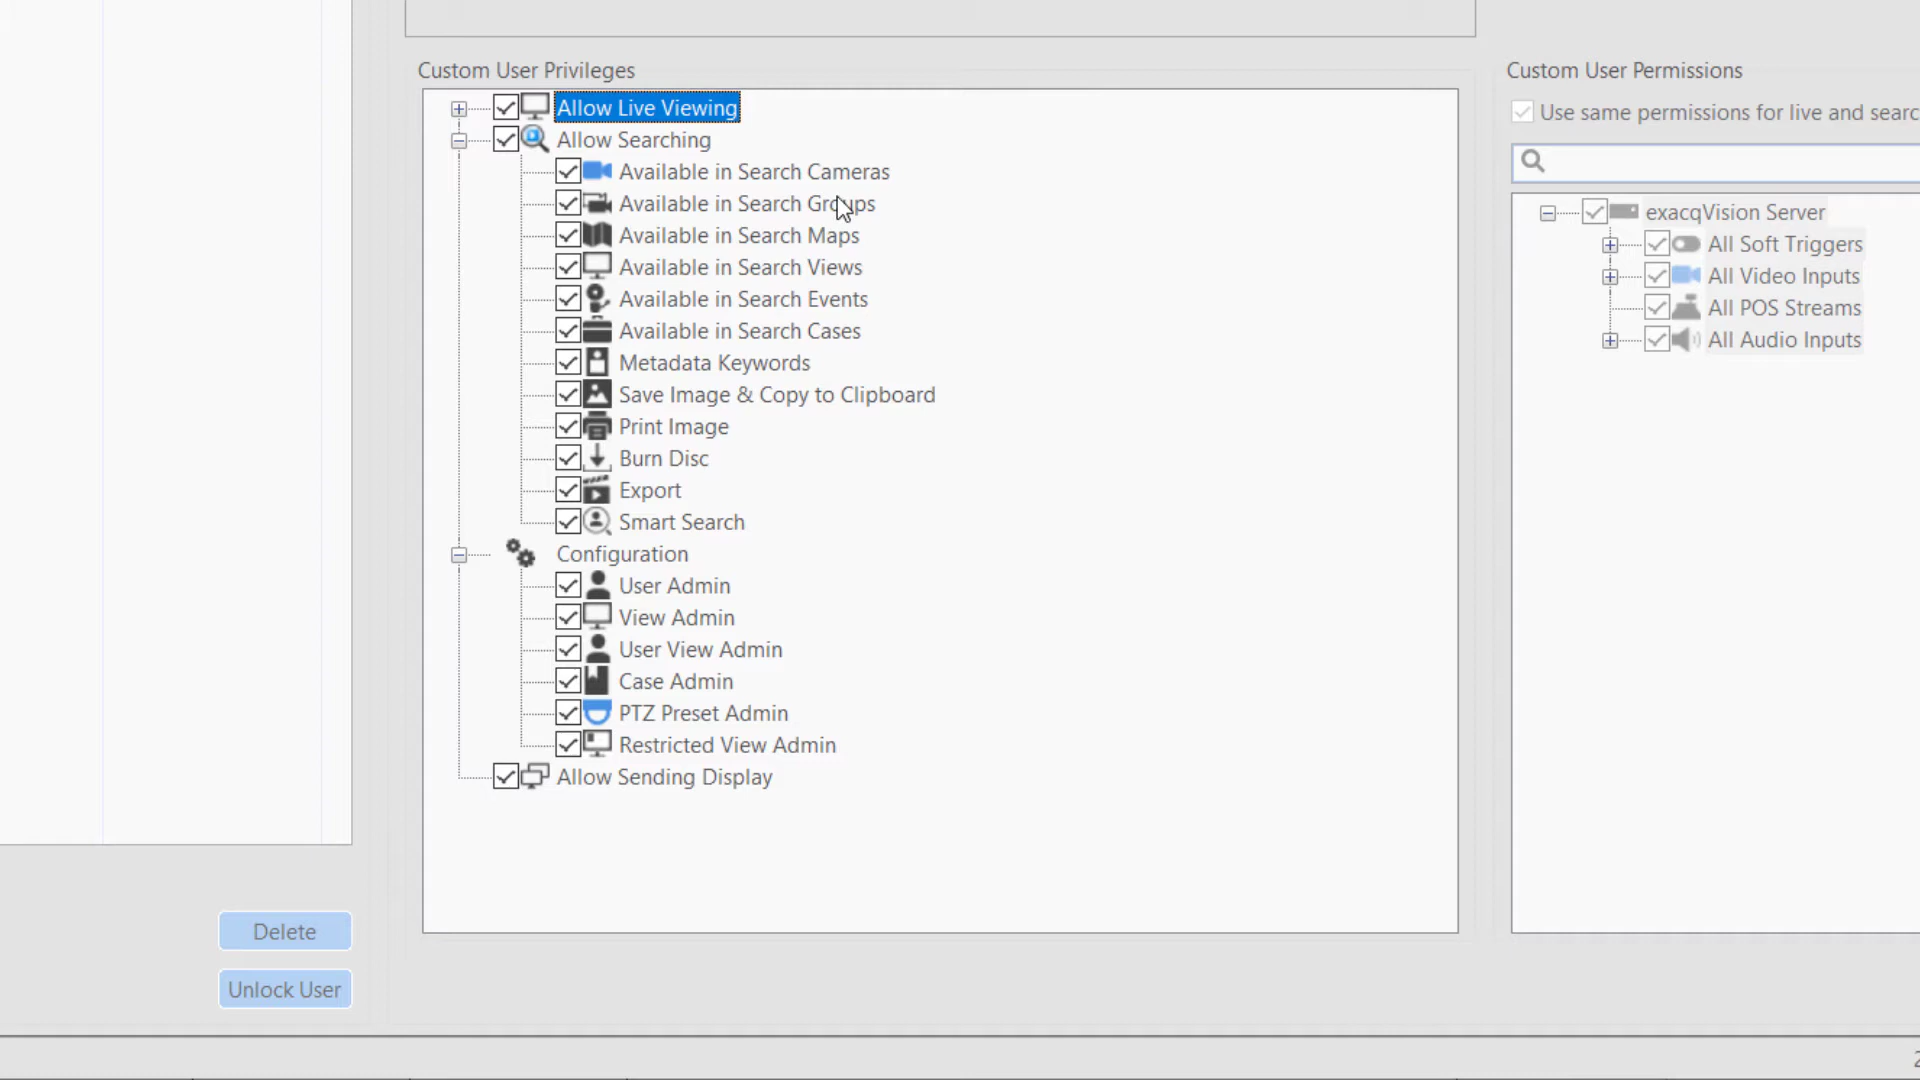 Custom User Privileges
Allow Live Viewing
Allow Searching
Available in Search Cameras
Available in Search Groups
Available in Search Maps
Available in Search Views
Available in Search Events
Available in Search Cases
Metadata Keywords
Save Image & Copy to Clipboard
Print Image
Burn Disc
Export
Smart Search
Configuration
User Admin
View Admin
User View Admin
Case Admin
PTZ Preset Admin
Restricted View Admin
Allow Sending Display
Custom User Permissions
Use same permissions for live and searc
exacqVision Server
All Soft Triggers
All Video Inputs
All POS Streams
All Audio Inputs
Delete
Unlock User